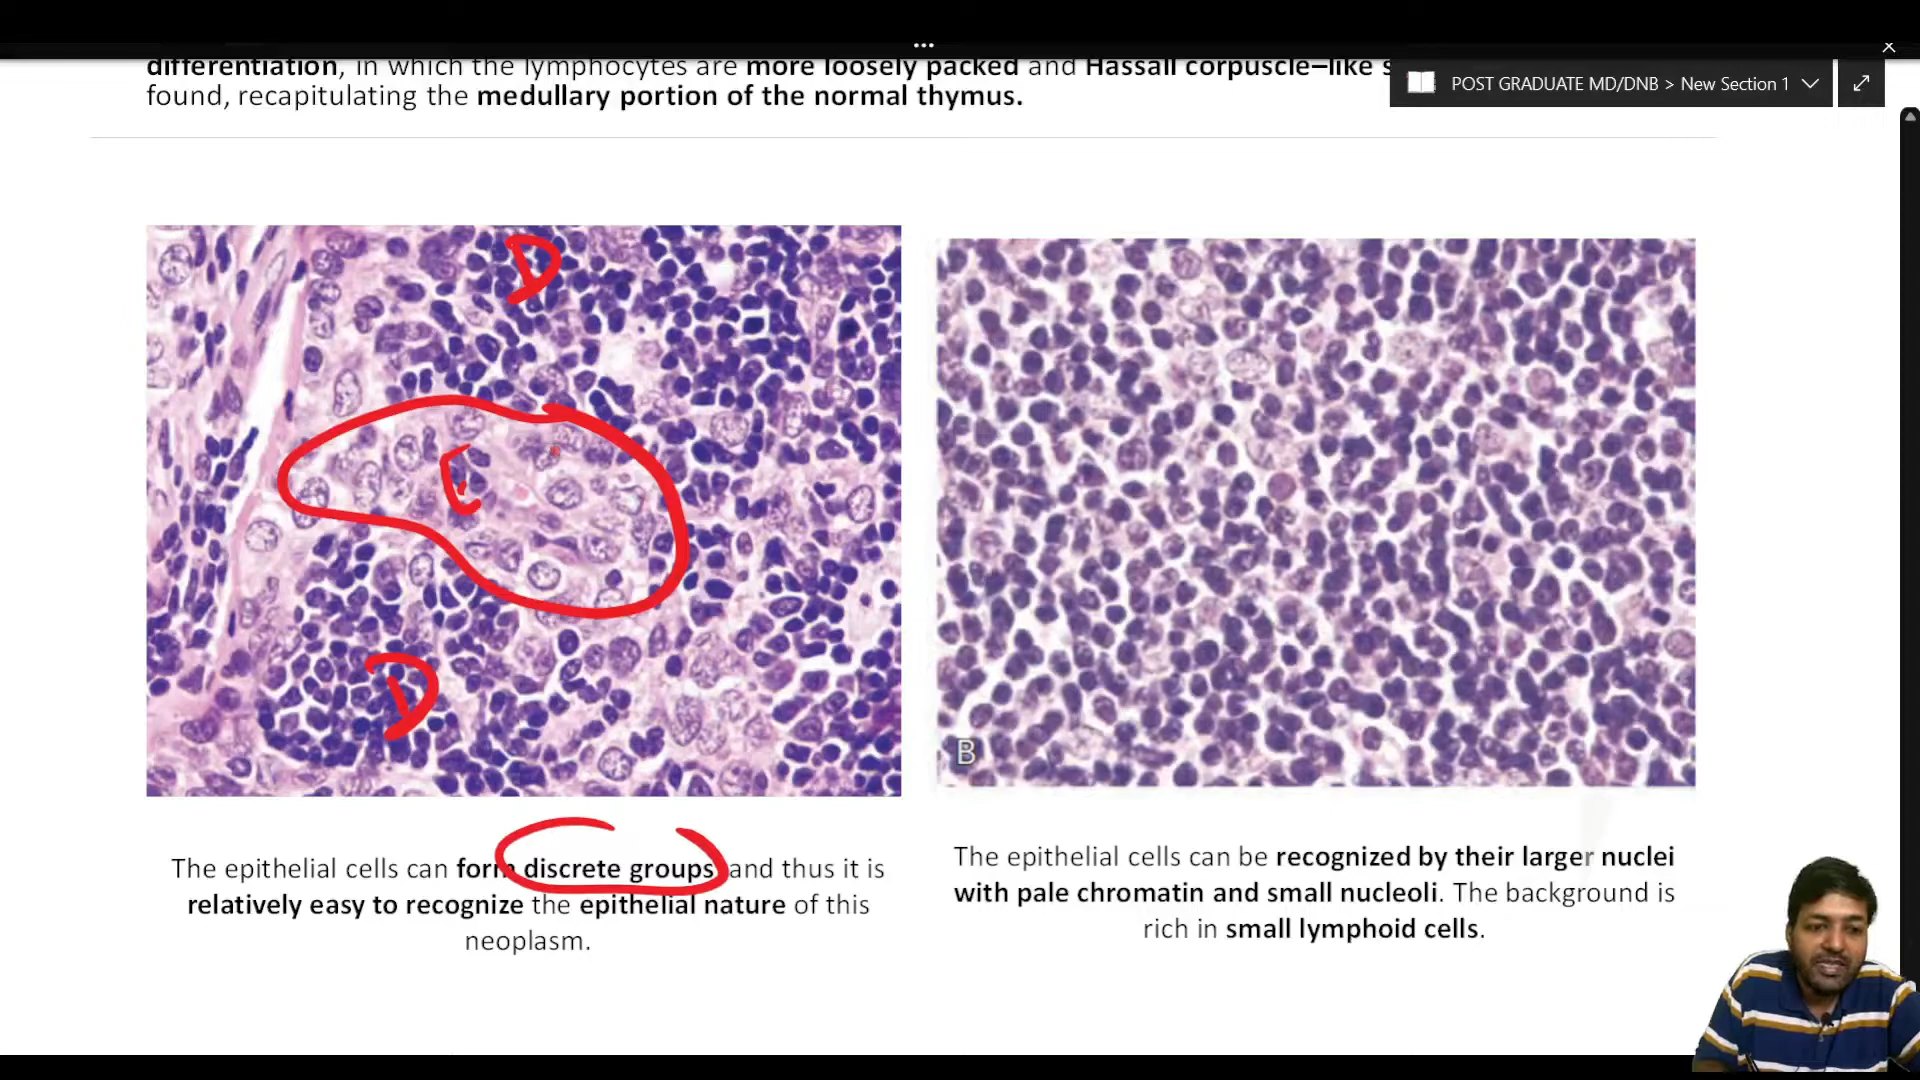 differentiation, in which the lymphocytes are more loosely packed and Hassall corpuscle–like s
found, recapitulating the medullary portion of the normal thymus.
POST GRADUATE MD/DNB > New Section 1
D
E
D
B
The epithelial cells can form discrete groups and thus it is
relatively easy to recognize the epithelial nature of this
neoplasm.
The epithelial cells can be recognized by their larger nuclei
with pale chromatin and small nucleoli. The background is
rich in small lymphoid cells.